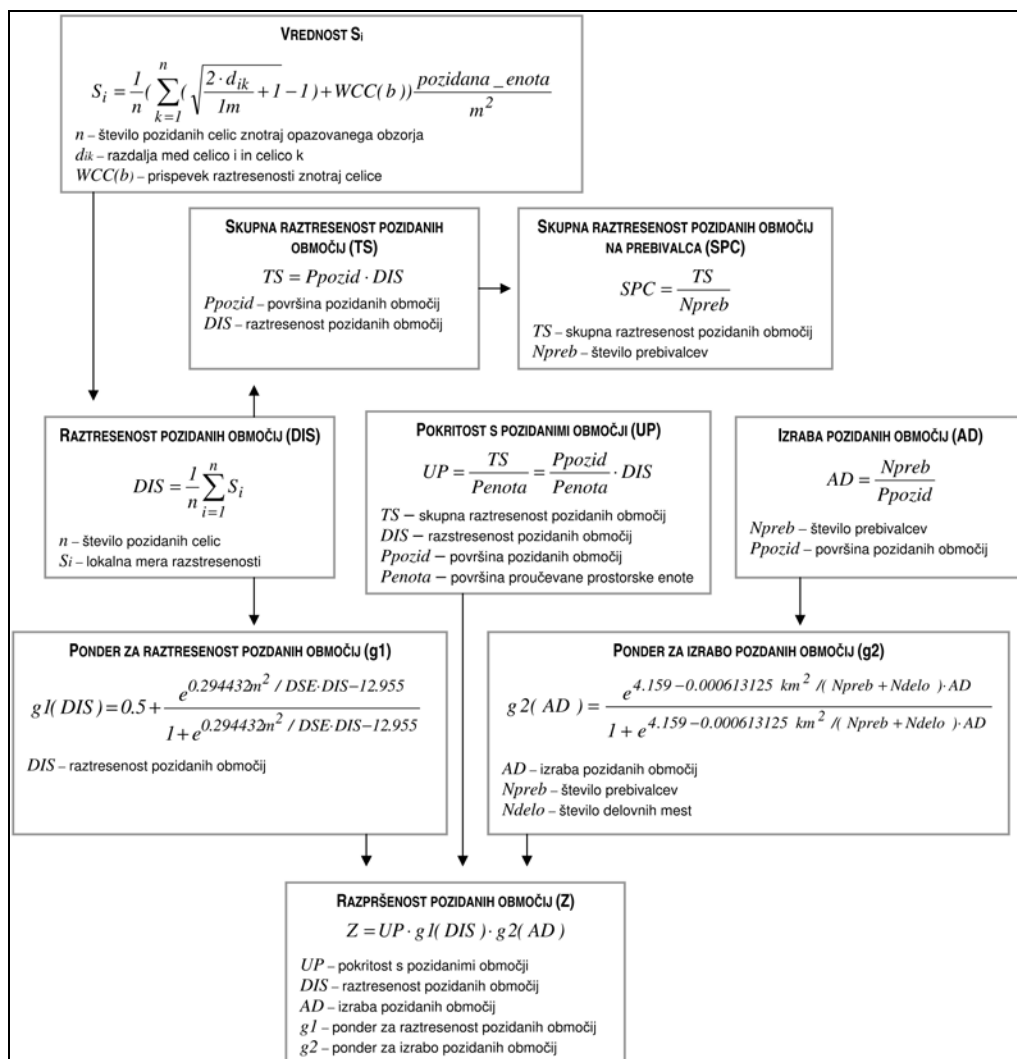 VREDNOST Si
S_i = 1/n ( ∑_{k=1}^{n} ( √(2·d_ik/1m + 1) - 1 ) + WCC(b)) pozidana_enota/m²
n – število pozidanih celic znotraj opazovanega obzorja
dik – razdalja med celico i in celico k
WCC(b) – prispevek raztresenosti znotraj celice
SKUPNA RAZTRESENOST POZIDANIH
OBMOČIJ (TS)
TS = Ppozid · DIS
Ppozid – površina pozidanih območij
DIS – raztresenost pozidanih območij
SKUPNA RAZTRESENOST POZIDANIH OBMOČIJ
NA PREBIVALCA (SPC)
SPC = TS/Npreb
TS – skupna raztresenost pozidanih območij
Npreb – število prebivalcev
RAZTRESENOST POZIDANIH OBMOČIJ (DIS)
DIS = 1/n ∑_{i=1}^{n} S_i
n – število pozidanih celic
Si – lokalna mera razstresenosti
POKRITOST S POZIDANIMI OBMOČJI (UP)
UP = TS/Penota = Ppozid/Penota · DIS
TS – skupna raztresenost pozidanih območij
DIS – razstresenost pozidanih območij
Ppozid – površina pozidanih območij
Penota – površina proučevane prostorske enote
IZRABA POZIDANIH OBMOČIJ (AD)
AD = Npreb/Ppozid
Npreb – število prebivalcev
Ppozid – površina pozidanih območij
PONDER ZA RAZTRESENOST POZDANIH OBMOČIJ (g1)
g1( DIS ) = 0.5 + e^{0.294432m² / DSE·DIS–12.955} / (1 + e^{0.294432m² / DSE·DIS–12.955})
DIS – raztresenost pozidanih območij
PONDER ZA IZRABO POZDANIH OBMOČIJ (g2)
g2( AD ) = e^{4.159–0.000613125 km² /( Npreb + Ndelo )·AD} / (1 + e^{4.159–0.000613125 km² /( Npreb + Ndelo )·AD})
AD – izraba pozidanih območij
Npreb – število prebivalcev
Ndelo – število delovnih mest
RAZPRŠENOST POZIDANIH OBMOČIJ (Z)
Z = UP · g1( DIS ) · g2( AD )
UP – pokritost s pozidanimi območji
DIS – raztresenost pozidanih območij
AD – izraba pozidanih območij
g1 – ponder za raztresenost pozidanih območij
g2 – ponder za izrabo pozidanih območij